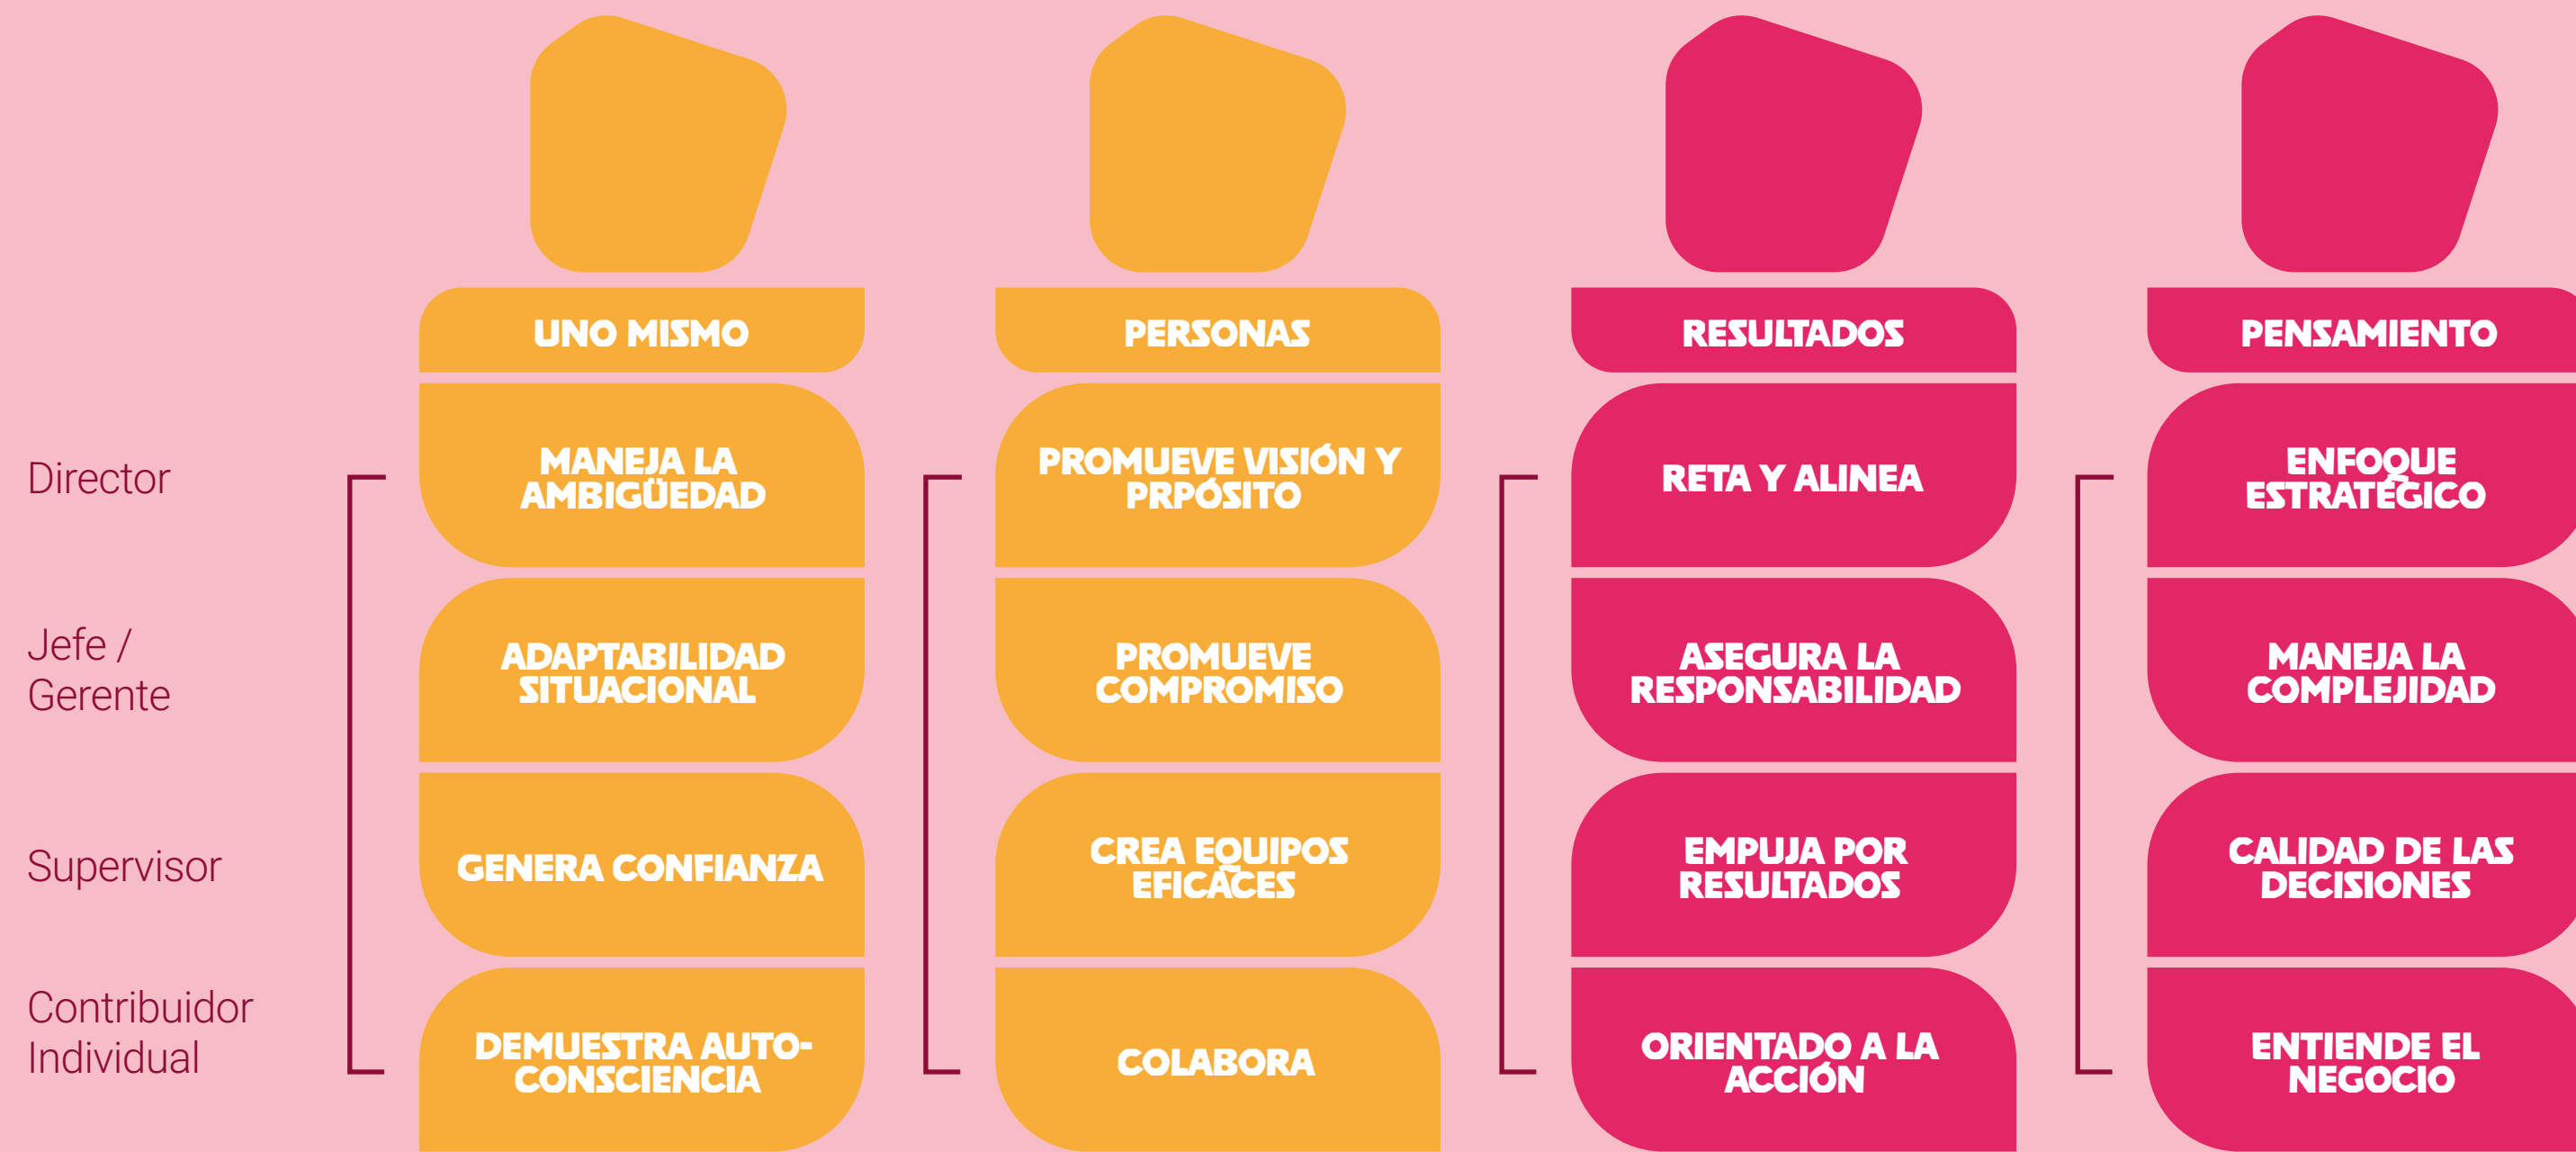 UNO MISMO
PERSONAS
RESULTADOS
PENSAMIENTO
Director
MANEJA LA
AMBIGÜEDAD
PROMUEVE VISIÓN Y
PRPÓSITO
RETA Y ALINEA
ENFOQUE
ESTRATÉGICO
Jefe /
Gerente
ADAPTABILIDAD
SITUACIONAL
PROMUEVE
COMPROMISO
ASEGURA LA
RESPONSABILIDAD
MANEJA LA
COMPLEJIDAD
Supervisor
GENERA CONFIANZA
CREA EQUIPOS
EFICACES
EMPUJA POR
RESULTADOS
CALIDAD DE LAS
DECISIONES
Contribuidor
Individual
DEMUESTRA AUTO-
CONSCIENCIA
COLABORA
ORIENTADO A LA
ACCIÓN
ENTIENDE EL
NEGOCIO